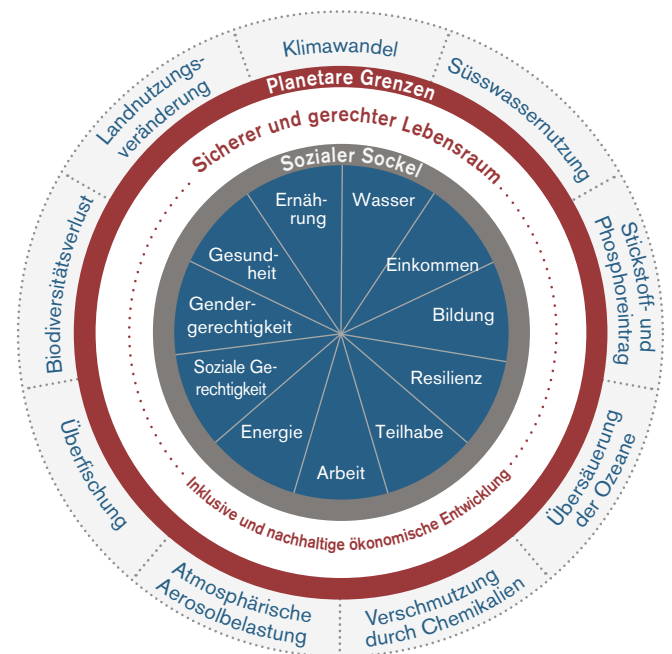 Klimawandel
Süsswassernutzung
Stickstoff- und
Phosphoreintrag
Übersäuerung
der Ozeane
Verschmutzung
durch Chemikalien
Atmosphärische
Aerosolbelastung
Überfischung
Biodiversitätsverlust
Landnutzungs-
veränderung
Planetare Grenzen
Sicherer und gerechter Lebensraum
Sozialer Sockel
Wasser
Einkommen
Bildung
Resilienz
Teilhabe
Arbeit
Energie
Soziale Ge-
rechtigkeit
Gender-
gerechtigkeit
Gesund-
heit
Ernäh-
rung
Inklusive und nachhaltige ökonomische Entwicklung